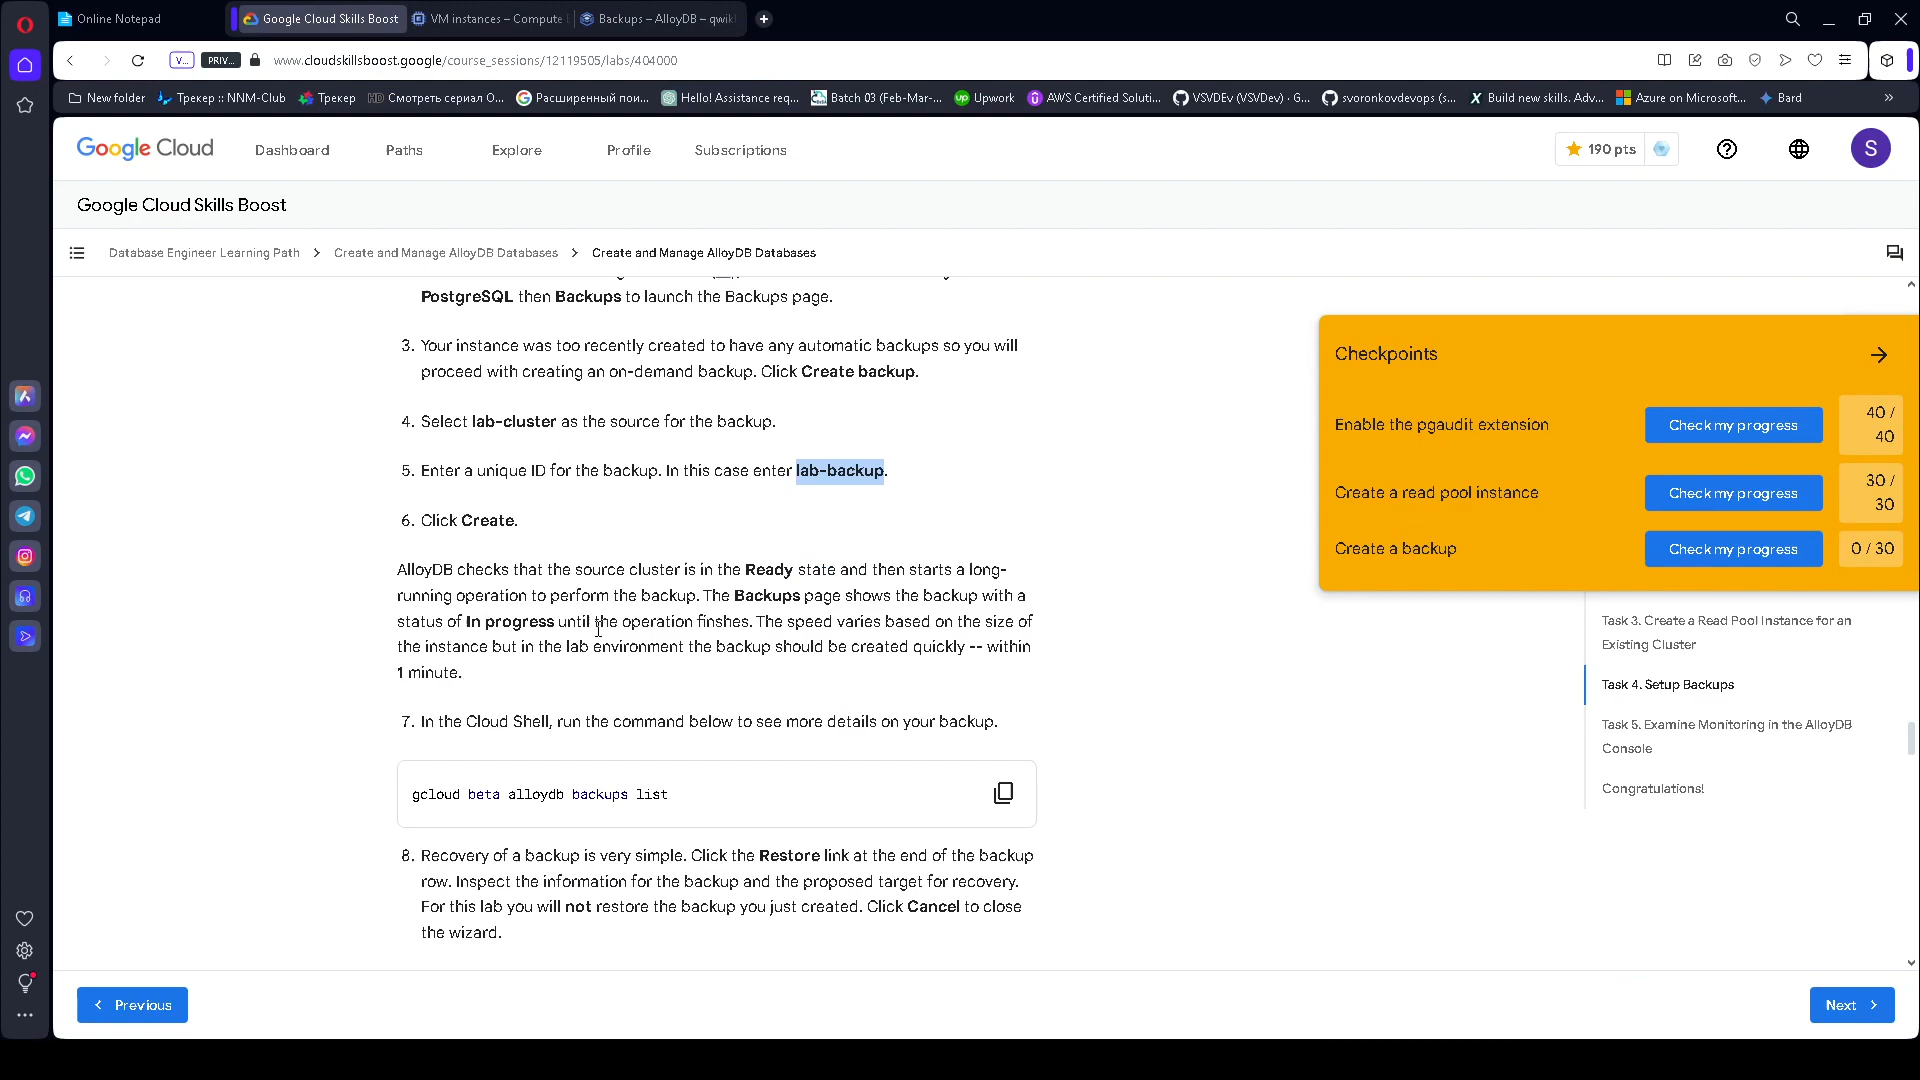 Online Notepad
Google Cloud Skills Boost
VM instances – Compute
Backups – AlloyDB – qwikl
V...
PRIV...
www.cloudskillsboost.google/course_sessions/12119505/labs/404000
New folder
Трекер :: NNM-Club
Трекер
Смотреть сериал О...
Расширенный пои...
Hello! Assistance req...
Batch 03 (Feb-Mar-...
Upwork
AWS Certified Soluti...
VSVDEv (VSVDev) · G...
svoronkovdevops (s...
Build new skills. Adv...
Azure on Microsoft...
Bard
Google Cloud
Dashboard
Paths
Explore
Profile
Subscriptions
190 pts
S
Google Cloud Skills Boost
Database Engineer Learning Path
Create and Manage AlloyDB Databases
Create and Manage AlloyDB Databases
PostgreSQL then Backups to launch the Backups page.
3. Your instance was too recently created to have any automatic backups so you will
proceed with creating an on-demand backup. Click Create backup.
4. Select lab-cluster as the source for the backup.
5. Enter a unique ID for the backup. In this case enter lab-backup.
6. Click Create.
AlloyDB checks that the source cluster is in the Ready state and then starts a long-
running operation to perform the backup. The Backups page shows the backup with a
status of In progress until the operation finshes. The speed varies based on the size of
the instance but in the lab environment the backup should be created quickly -- within
1 minute.
7. In the Cloud Shell, run the command below to see more details on your backup.
gcloud beta alloydb backups list
8. Recovery of a backup is very simple. Click the Restore link at the end of the backup
row. Inspect the information for the backup and the proposed target for recovery.
For this lab you will not restore the backup you just created. Click Cancel to close
the wizard.
Checkpoints
Enable the pgaudit extension
Check my progress
40 /
40
Create a read pool instance
Check my progress
30 /
30
Create a backup
Check my progress
0 / 30
Task 3. Create a Read Pool Instance for an
Existing Cluster
Task 4. Setup Backups
Task 5. Examine Monitoring in the AlloyDB
Console
Congratulations!
Previous
Next